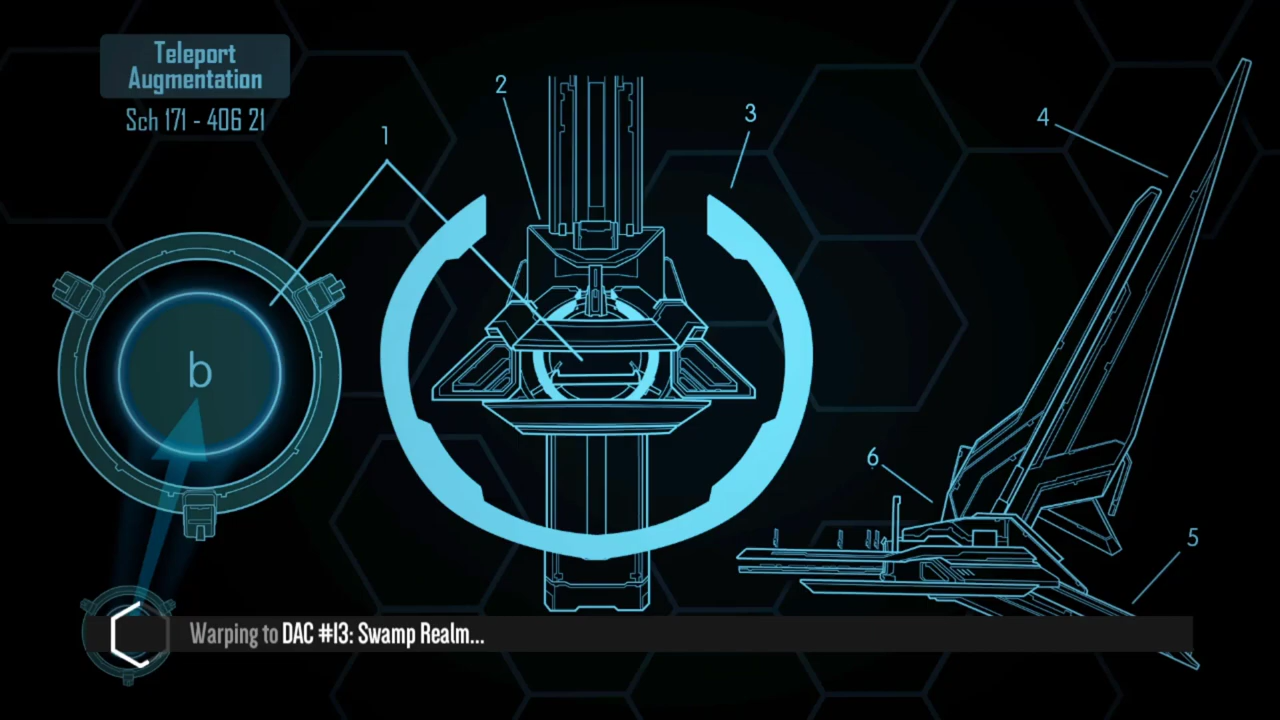 Teleport
Augmentation
Sch 171 - 406 21
1
2
3
4
b
6
5
Warping to DAC #13: Swamp Realm...